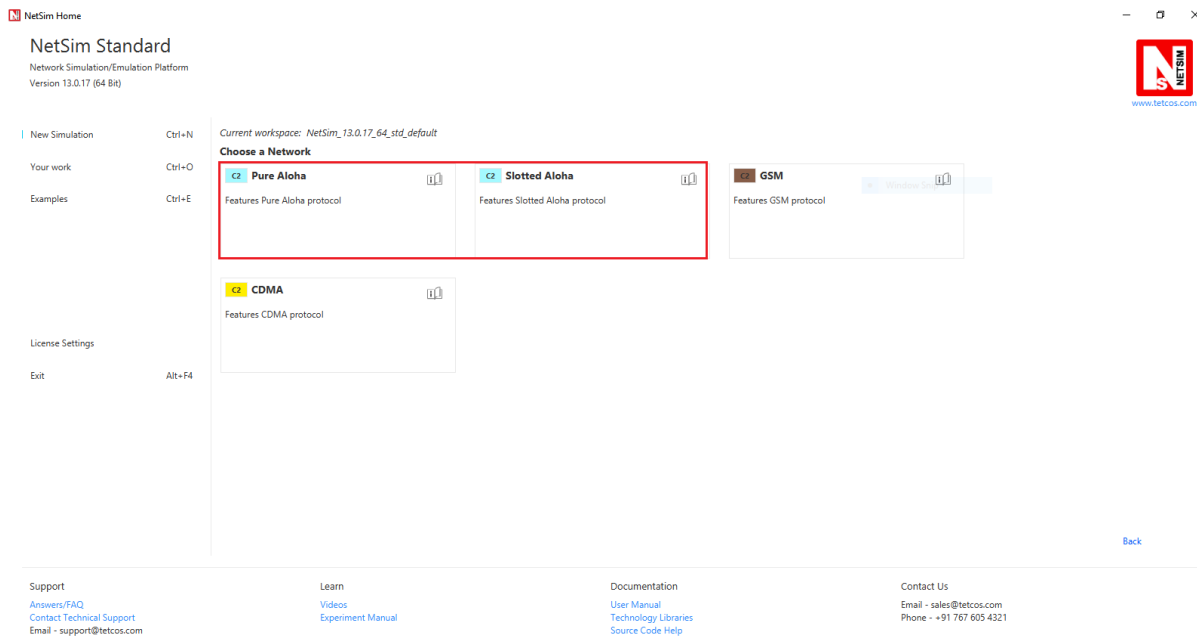 NetSim Home
NetSim Standard
Network Simulation/Emulation Platform
Version 13.0.17 (64 Bit)
NETSIM
www.tetcos.com
New Simulation Ctrl+N
Your work Ctrl+O
Examples Ctrl+E
License Settings
Exit Alt+F4
Current workspace: NetSim_13.0.17_64_std_default
Choose a Network
C2 Pure Aloha
Features Pure Aloha protocol
C2 Slotted Aloha
Features Slotted Aloha protocol
C2 GSM
Features GSM protocol
C2 CDMA
Features CDMA protocol
Back
Support
Answers/FAQ
Contact Technical Support
Email - support@tetcos.com
Learn
Videos
Experiment Manual
Documentation
User Manual
Technology Libraries
Source Code Help
Contact Us
Email - sales@tetcos.com
Phone - +91 767 605 4321